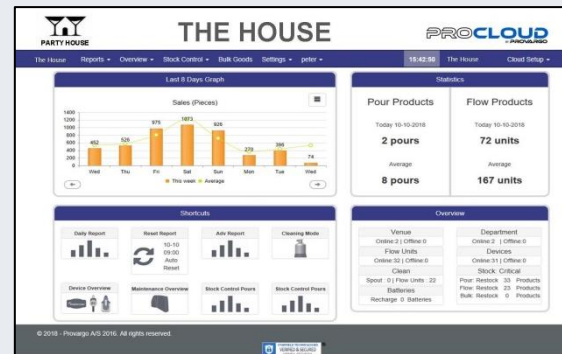 PARTY HOUSE
THE HOUSE
PROCLOUD
BY PROVARGO
The House Reports Overview Stock Control Bulk Goods Settings peter 15:42:50 The House Cloud Setup
Last 8 Days Graph
Sales (Pieces)
1400
1200
1000
800
600
400
200
0
452 526 975 1073 926 270 398 74
Wed Thu Fri Sat Sun Mon Tue Wed
This week Average
Statistics
Pour Products Flow Products
Today 10-10-2018 Today 10-10-2018
2 pours 72 units
Average Average
8 pours 167 units
Shortcuts
Daily Report Reset Report Adv Report Cleaning Mode
10-10
09:00
Auto
Reset
Device Overview Maintenance Overview Stock Control Pours Stock Control Pours
Overview
Venue Department
Online:2 | Offline:0 Online:2 | Offline:0
Flow Units Devices
Online:32 | Offline:0 Online:31 | Offline:0
Clean Stock: Critical
Spout : 0 | Flow Units : 22 Pour: Restock 33 Products
Batteries Flow: Restock 23 Products
Recharge 0 Batteries Bulk: Restock 0 Products
© 2018 - Provargo A/S 2016. All rights reserved.
VERIFIED & SECURED